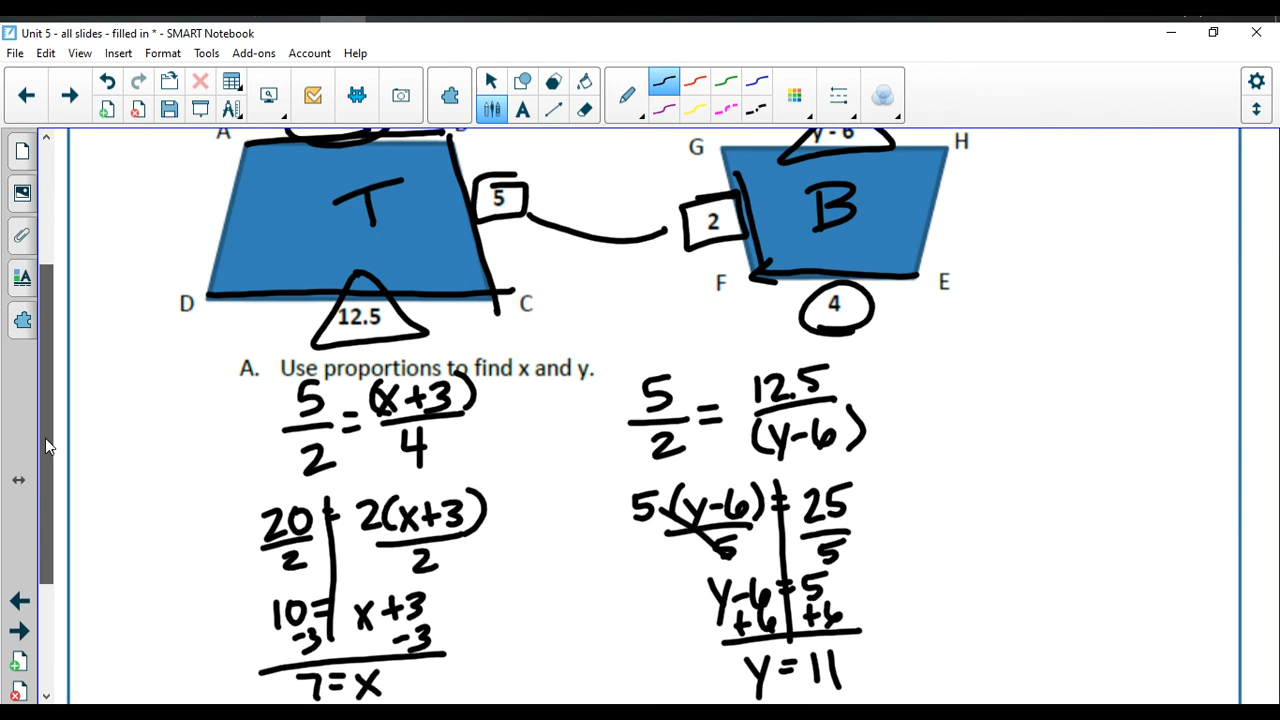 Unit 5 - all slides - filled in * - SMART Notebook
File Edit View Insert Format Tools Add-ons Account Help
A
G y - 6 H
T 5 2 B
D 12.5 C
F 4 E
A. Use proportions to find x and y.
5/2 = (x+3)/4
20/2 = 2(x+3)/2
10 = x+3
-3 -3
7 = x
5/2 = 12.5/(y-6)
5(y-6)/5 = 25/5
y-6 = 5
+6 +6
y = 11